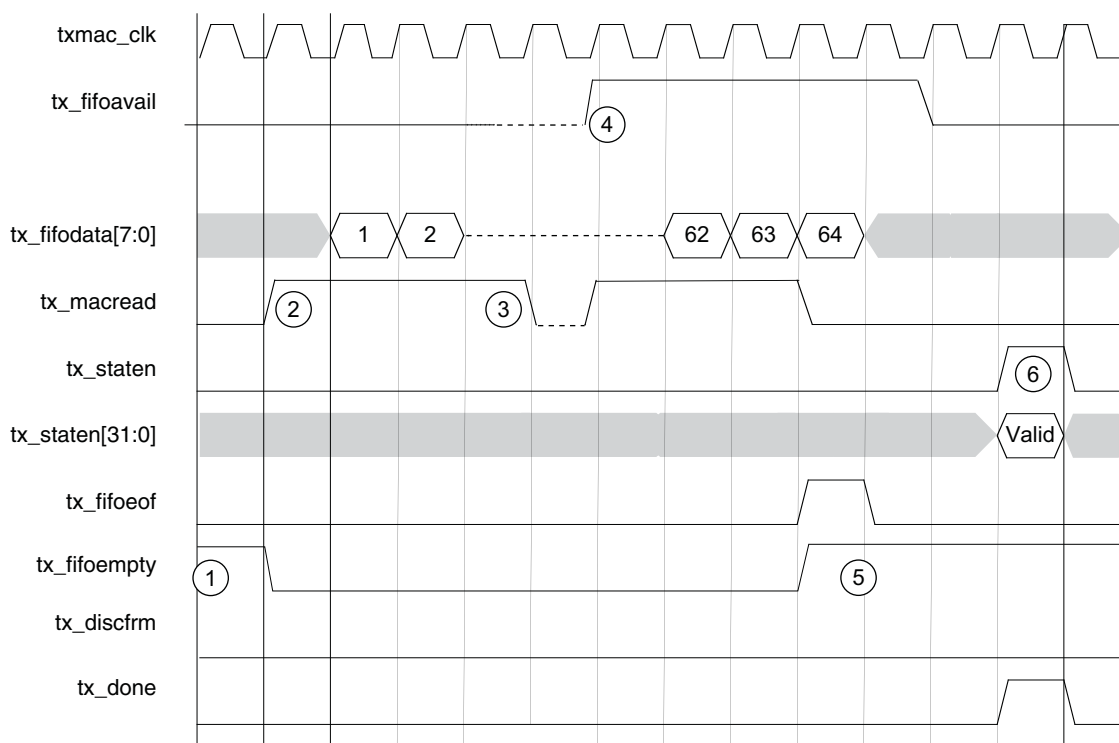 txmac_clk
tx_fifoavail
4
tx_fifodata[7:0] 1 2 62 63 64
tx_macread 2 3
tx_staten 6
tx_staten[31:0] Valid
tx_fifoeof
tx_fifoempty 1 5
tx_discfrm
tx_done